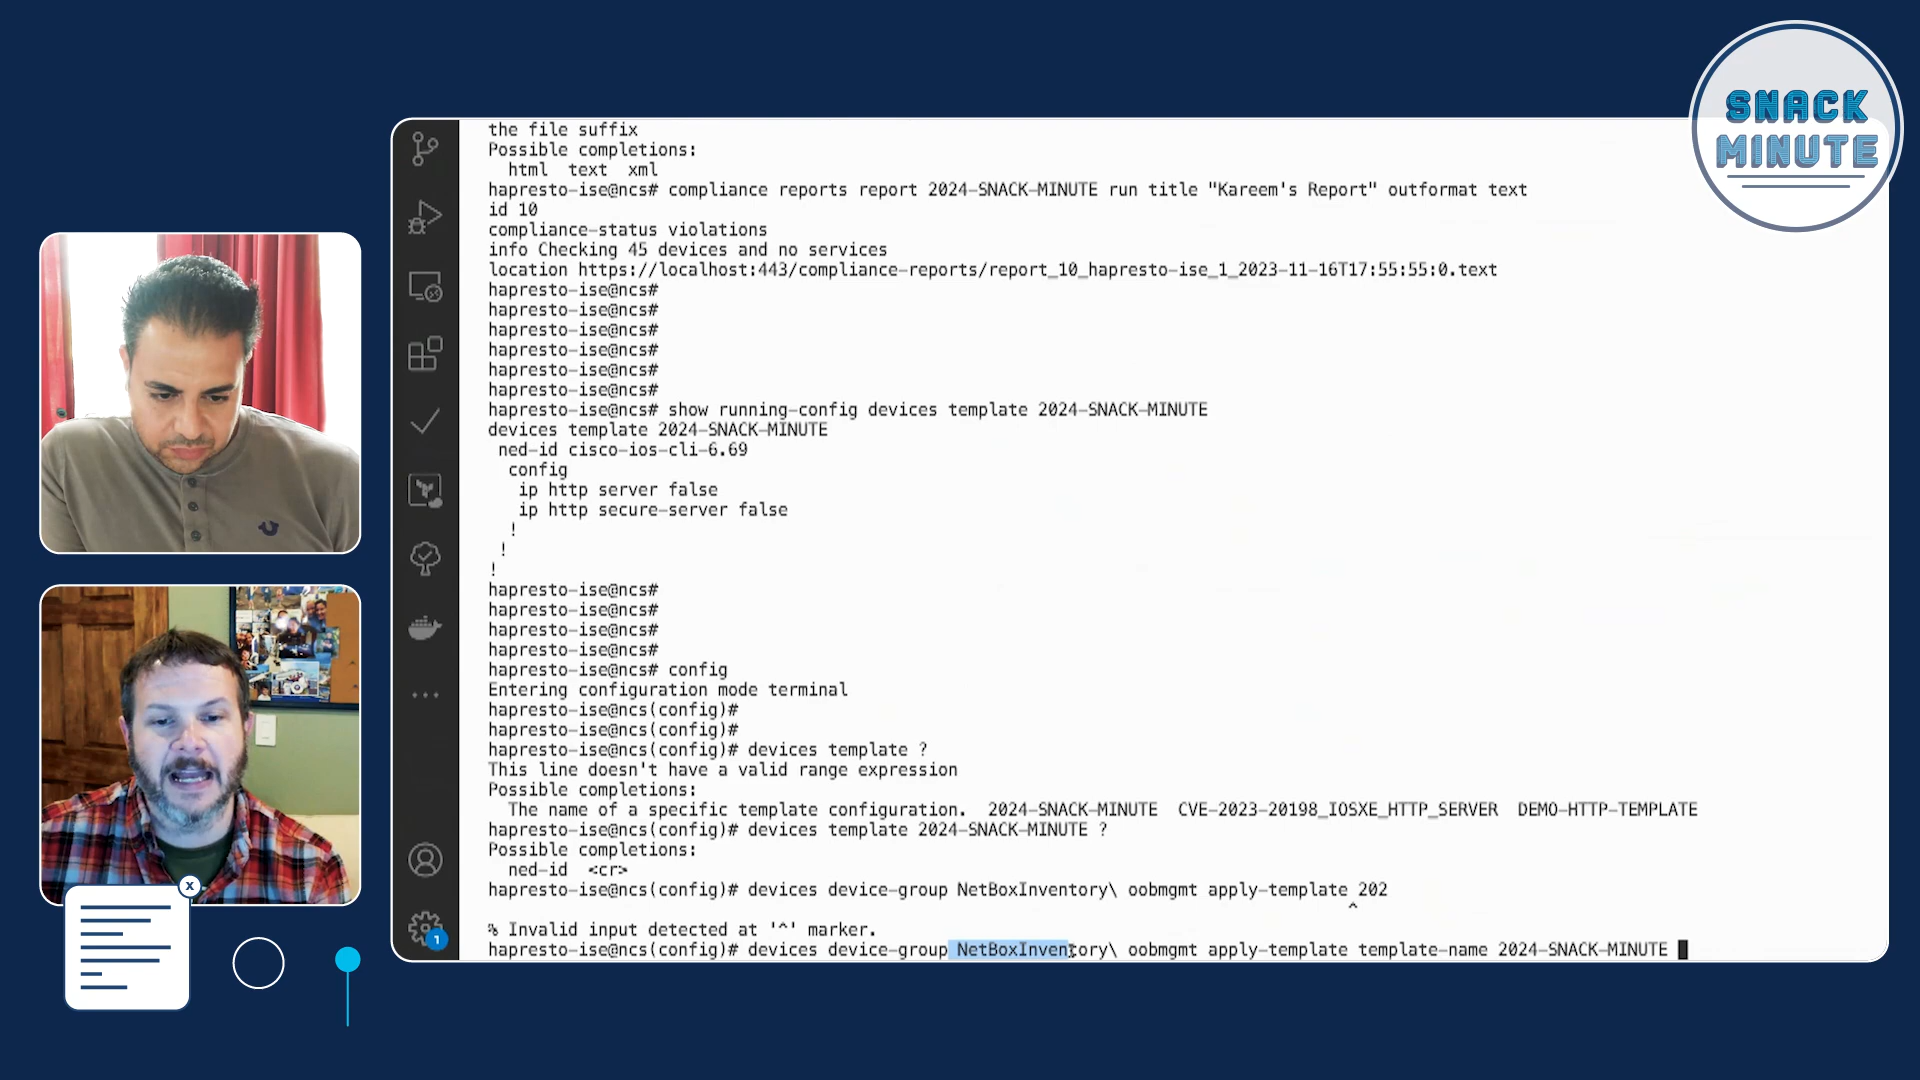 SNACK
MINUTE
the file suffix
Possible completions:
html text xml
hapresto-ise@ncs# compliance reports report 2024-SNACK-MINUTE run title "Kareem's Report" outformat text
id 10
compliance-status violations
info Checking 45 devices and no services
location https://localhost:443/compliance-reports/report_10_hapresto-ise_1_2023-11-16T17:55:55:0.text
hapresto-ise@ncs#
hapresto-ise@ncs#
hapresto-ise@ncs#
hapresto-ise@ncs#
hapresto-ise@ncs#
hapresto-ise@ncs#
hapresto-ise@ncs# show running-config devices template 2024-SNACK-MINUTE
devices template 2024-SNACK-MINUTE
ned-id cisco-ios-cli-6.69
config
ip http server false
ip http secure-server false
!
!
!
hapresto-ise@ncs#
hapresto-ise@ncs#
hapresto-ise@ncs#
hapresto-ise@ncs#
hapresto-ise@ncs# config
Entering configuration mode terminal
hapresto-ise@ncs(config)#
hapresto-ise@ncs(config)#
hapresto-ise@ncs(config)# devices template ?
This line doesn't have a valid range expression
Possible completions:
The name of a specific template configuration. 2024-SNACK-MINUTE CVE-2023-20198_IOSXE_HTTP_SERVER DEMO-HTTP-TEMPLATE
hapresto-ise@ncs(config)# devices template 2024-SNACK-MINUTE ?
Possible completions:
ned-id <cr>
hapresto-ise@ncs(config)# devices device-group NetBoxInventory\ oobmgmt apply-template 202
^
% Invalid input detected at '^' marker.
hapresto-ise@ncs(config)# devices device-group NetBoxInventory\ oobmgmt apply-template template-name 2024-SNACK-MINUTE
x
1